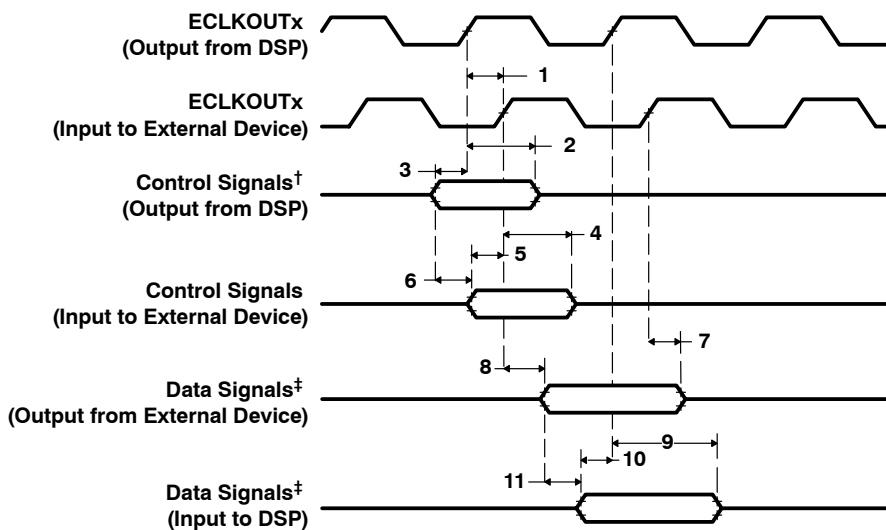 ECLKOUTx
(Output from DSP)
1
ECLKOUTx
(Input to External Device)
2
3
Control Signals†
(Output from DSP)
4
5
6
Control Signals
(Input to External Device)
7
8
Data Signals‡
(Output from External Device)
9
10
11
Data Signals‡
(Input to DSP)